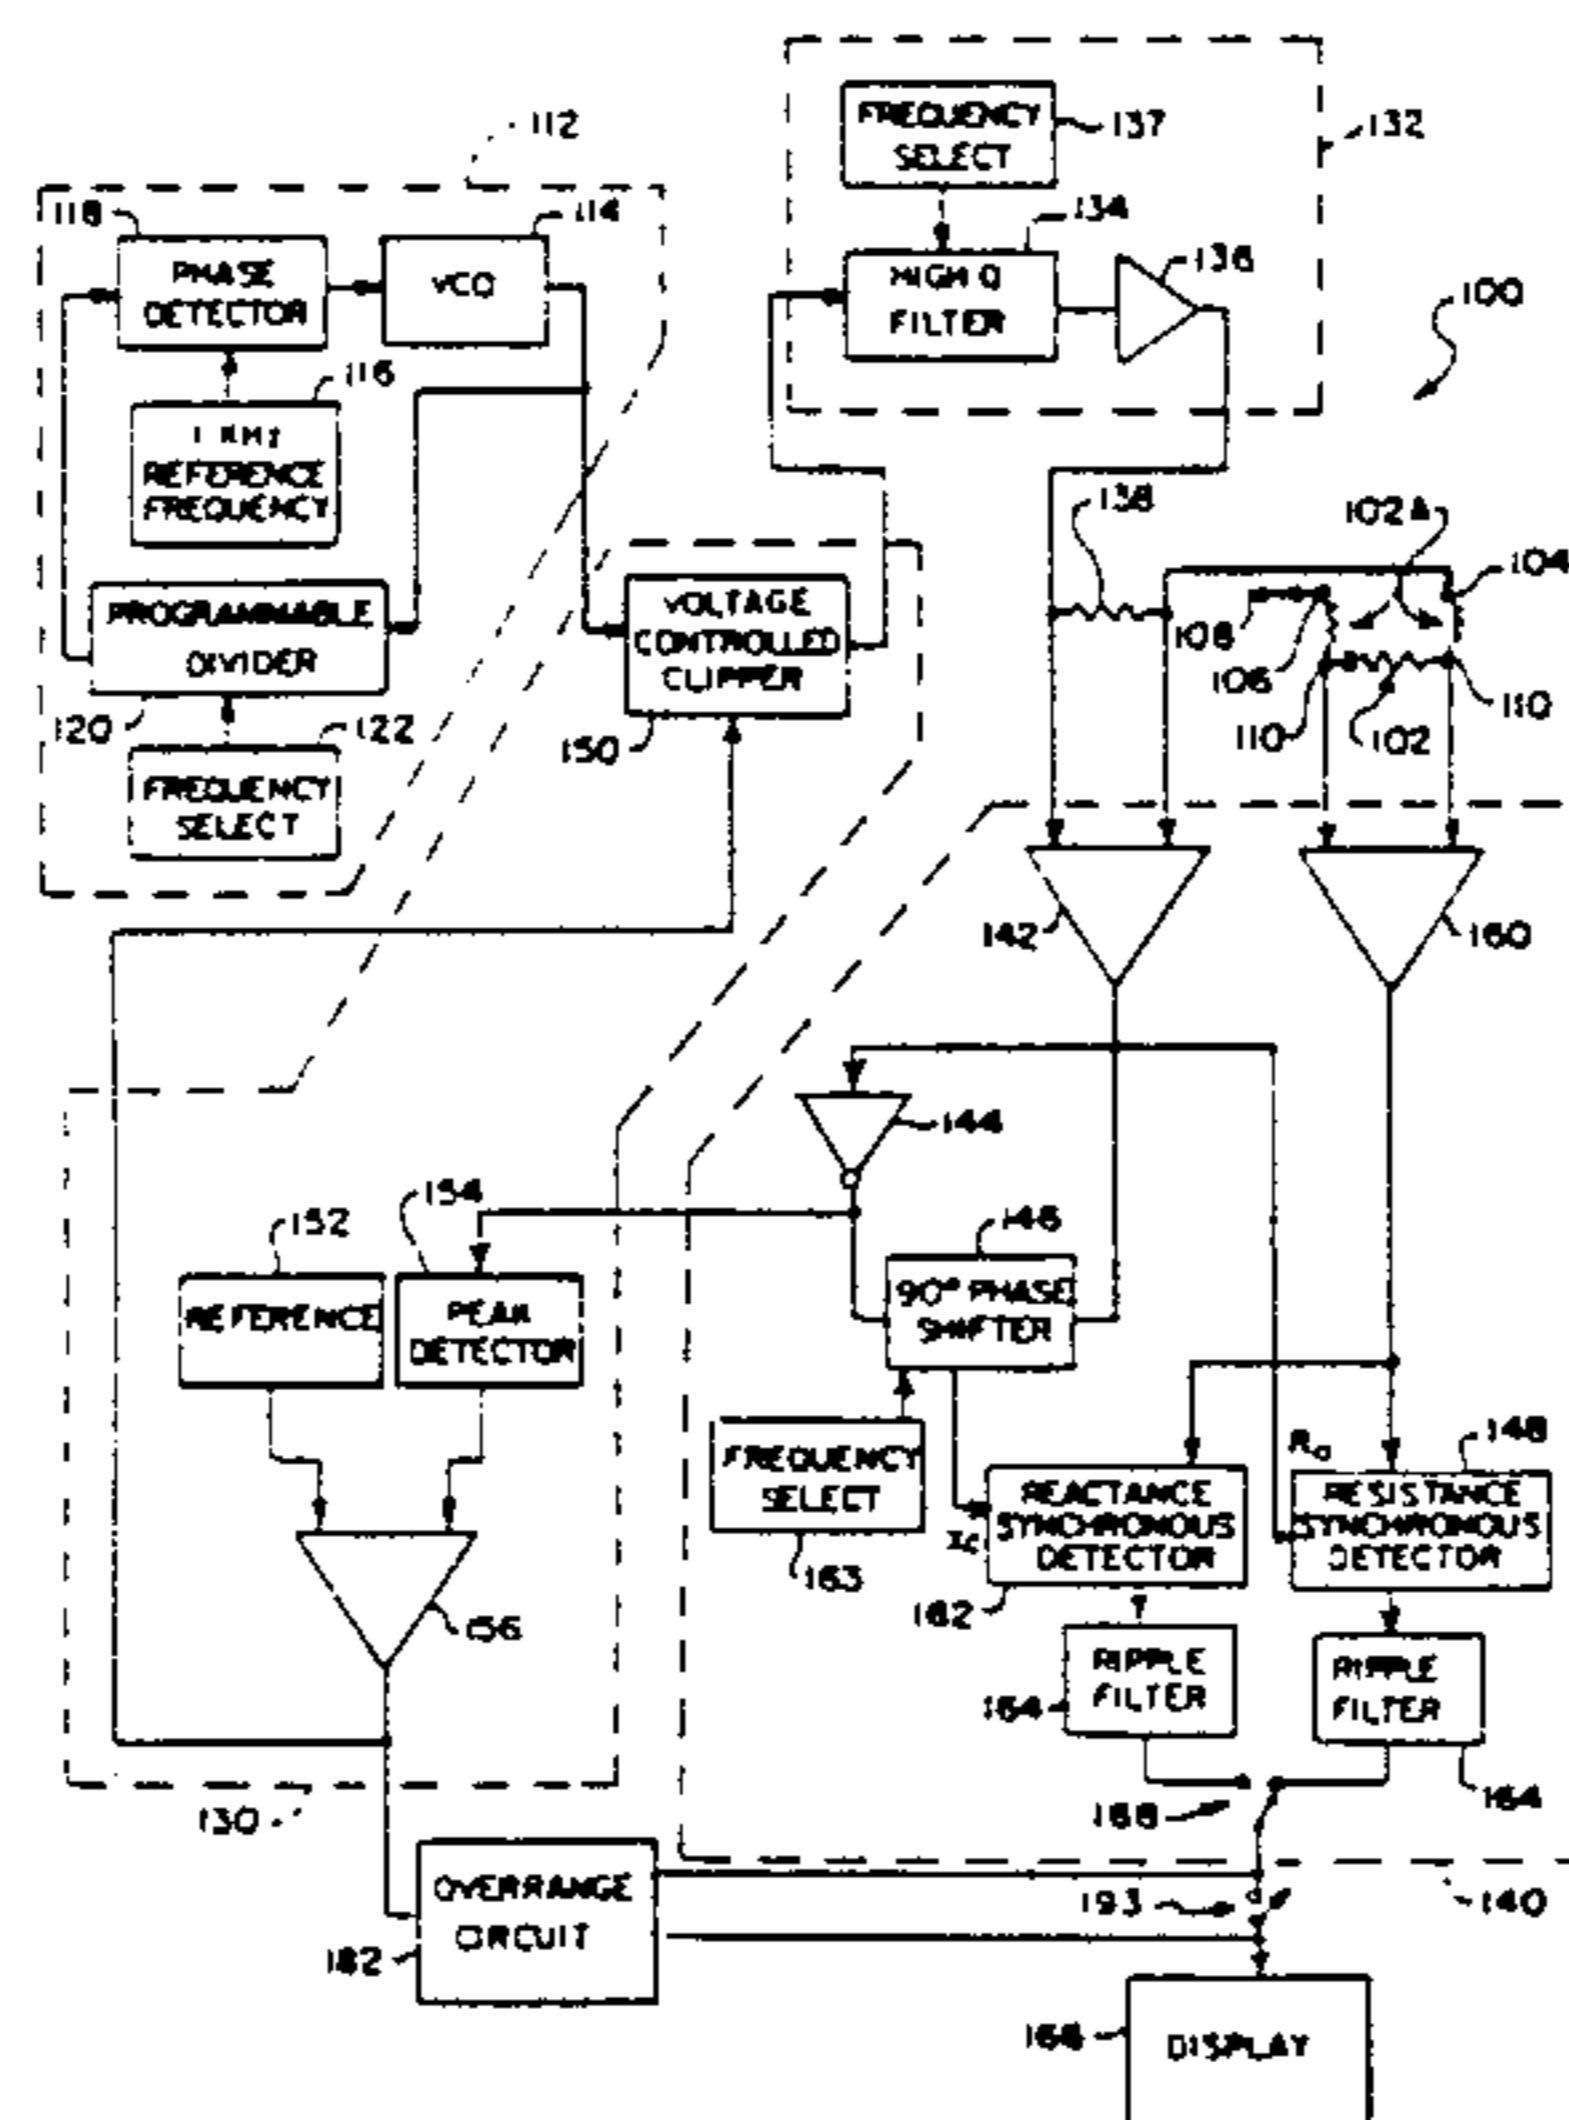 112
118
PHASE
DETECTOR
114
VCO
116
1 KHz
REFERENCE
FREQUENCY
PROGRAMMABLE
DIVIDER
120
122
FREQUENCY
SELECT
FREQUENCY
SELECT
137
132
134
HIGH Q
FILTER
136
100
138
102A
104
108
106
110
102
110
VOLTAGE
CONTROLLED
CLIPPER
150
142
160
144
154
152
REFERENCE
PEAK
DETECTOR
146
90° PHASE
SHIFTER
FREQUENCY
SELECT
163
REACTANCE
SYNCHRONOUS
DETECTOR
Xc
162
Ro
148
RESISTANCE
SYNCHRONOUS
DETECTOR
156
RIPPLE
FILTER
164
RIPPLE
FILTER
164
130
OVERRANGE
CIRCUIT
182
193
140
DISPLAY